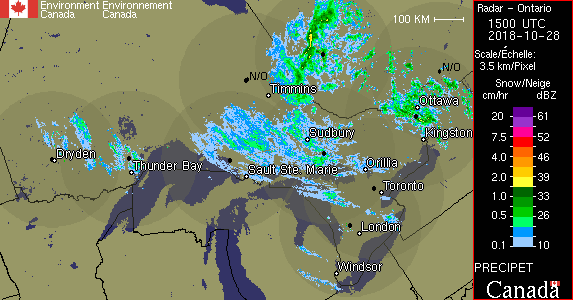 Environment Environnement
Canada Canada
100 KM
N/O
N/O
Timmins
Ottawa
Kingston
Sudbury
Dryden
Thunder Bay
Sault Ste. Marie
Orillia
Toronto
London
Windsor
Radar - Ontario
1500 UTC
2018-10-28
Scale/Échelle:
3.5 km/Pixel
Snow/Neige
cm/hr dBZ
20 61
7.5 52
4.0 46
2.0 39
1.0 33
0.5 26
0.1 10
PRECIPET
Canada